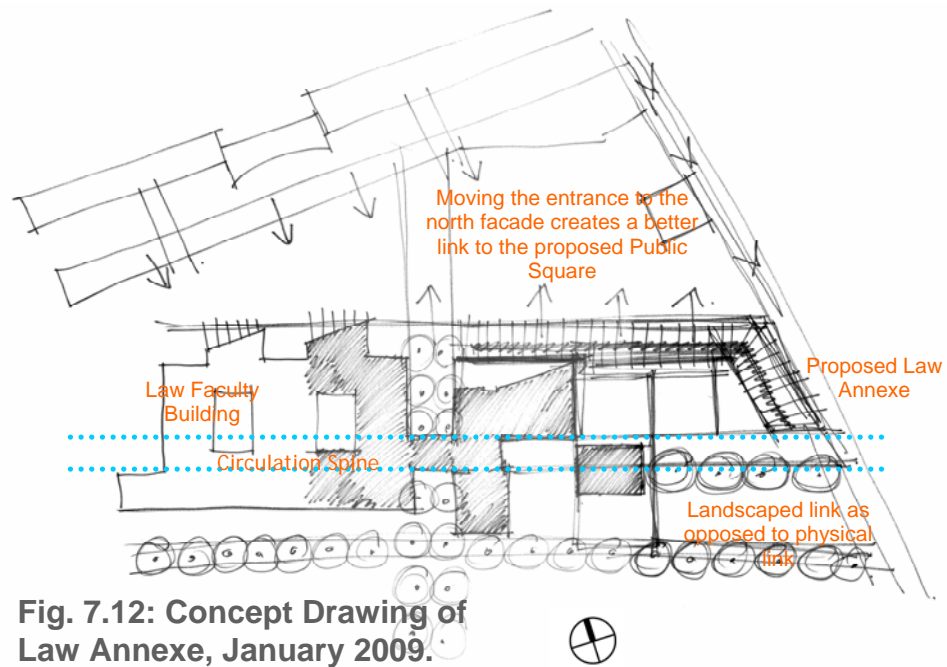 Moving the entrance to the
north facade creates a better
link to the proposed Public
Square
Law Faculty
Building
Proposed Law
Annexe
Circulation Spine
Landscaped link as
opposed to physical
link
Fig. 7.12: Concept Drawing of
Law Annexe, January 2009.